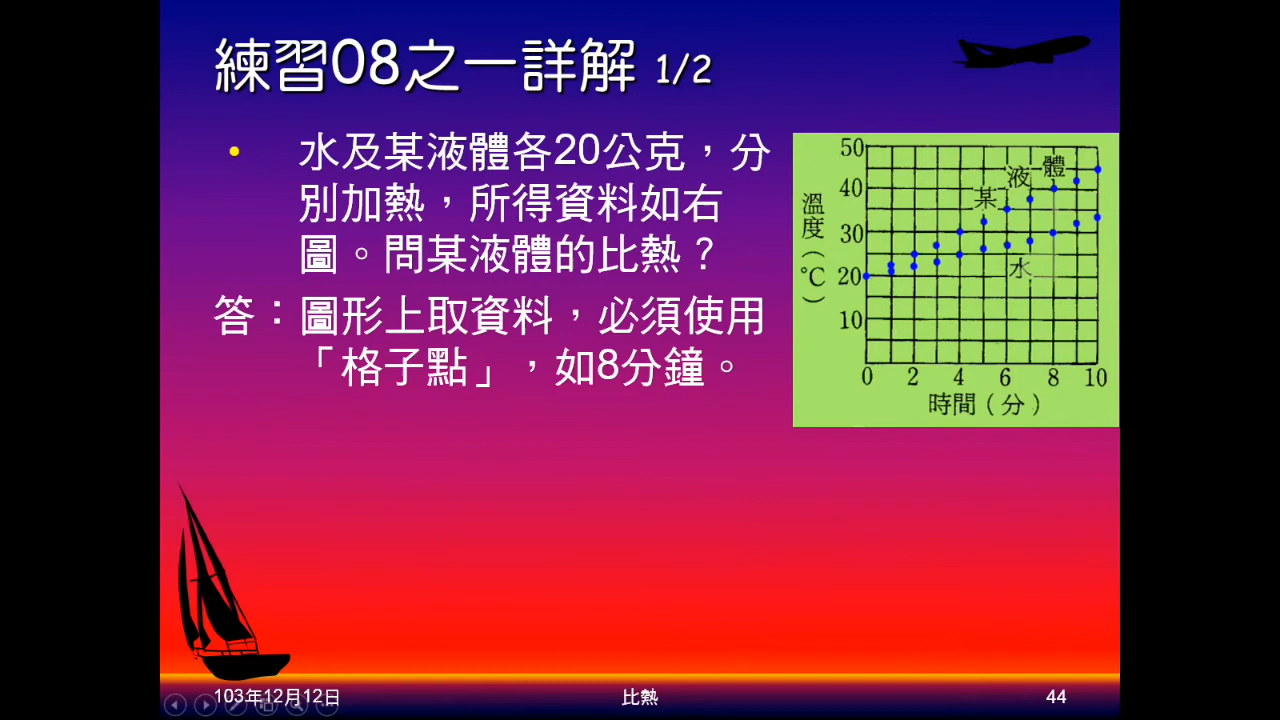 練習08之一詳解 1/2
• 水及某液體各20公克，分
別加熱，所得資料如右
圖。問某液體的比熱？
答：圖形上取資料，必須使用
「格子點」，如8分鐘。
50
40
30
20
10
溫度(℃)
某液體
水
0 2 4 6 8 10
時間(分)
103年12月12日
比熱
44